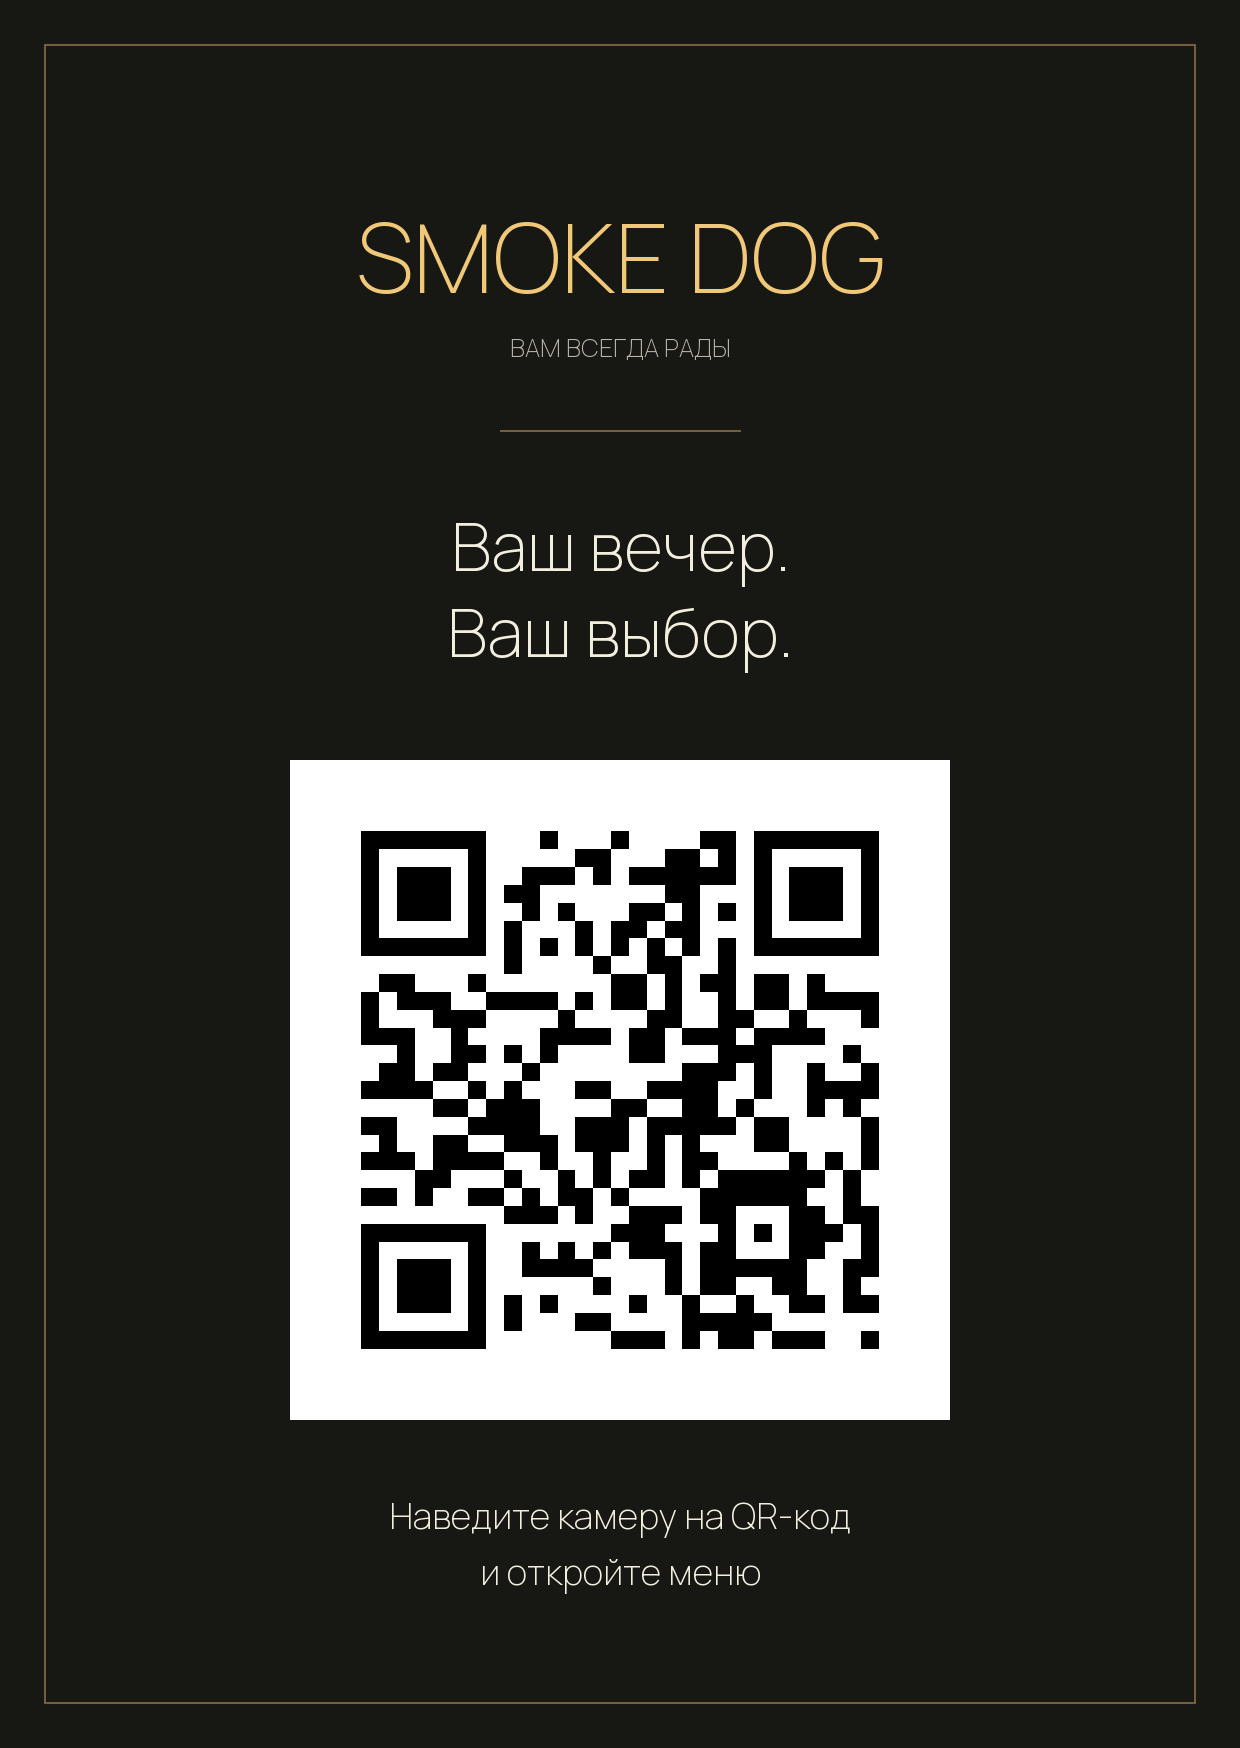 SMOKE DOG
ВАМ ВСЕГДА РАДЫ
Ваш вечер.
Ваш выбор.
Наведите камеру на QR-код
и откройте меню